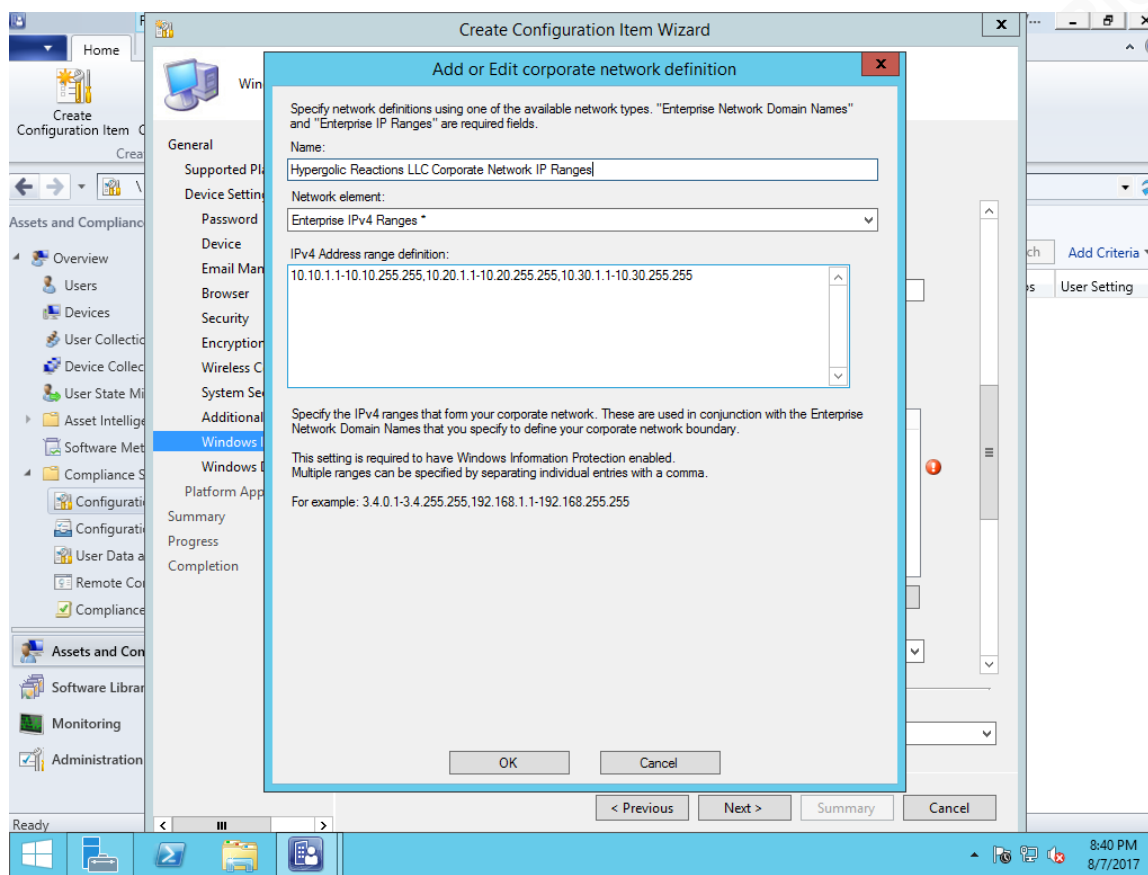 Create Configuration Item Wizard
x
Home
Create
Configuration Item
Crea
Win
Add or Edit corporate network definition
x
Specify network definitions using one of the available network types. "Enterprise Network Domain Names"
and "Enterprise IP Ranges" are required fields.
Name:
Hypergolic Reactions LLC Corporate Network IP Ranges
Network element:
Enterprise IPv4 Ranges *
IPv4 Address range definition:
10.10.1.1-10.10.255.255,10.20.1.1-10.20.255.255,10.30.1.1-10.30.255.255
Specify the IPv4 ranges that form your corporate network. These are used in conjunction with the Enterprise
Network Domain Names that you specify to define your corporate network boundary.
This setting is required to have Windows Information Protection enabled.
Multiple ranges can be specified by separating individual entries with a comma.
For example: 3.4.0.1-3.4.255.255,192.168.1.1-192.168.255.255
OK
Cancel
General
Supported Pla
Device Setting
Password
Device
Email Man
Browser
Security
Encryption
Wireless C
System Se
Additional
Windows I
Windows D
Platform App
Summary
Progress
Completion
< Previous
Next >
Summary
Cancel
\
Assets and Complianc
Overview
Users
Devices
User Collectio
Device Collec
User State Mi
Asset Intellige
Software Met
Compliance S
Configurati
Configurati
User Data a
Remote Co
Compliance
Assets and Con
Software Librar
Monitoring
Administration
Ready
ch
Add Criteria
os
User Setting
8:40 PM
8/7/2017